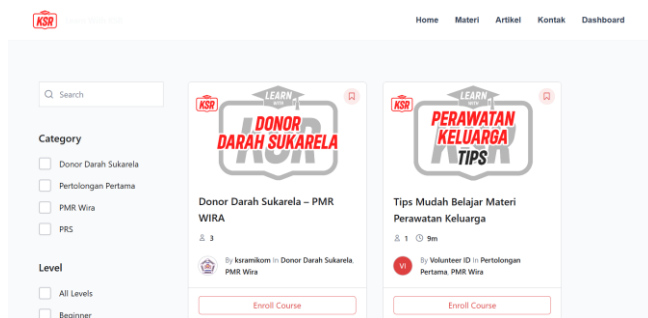 KSR
Home Materi Artikel Kontak Dashboard
Search
Category
Donor Darah Sukarela
Pertolongan Pertama
PMR Wira
PRS
Level
All Levels
Beginner
KSR
LEARN
WITH
DONOR
DARAH SUKARELA
KSR
Donor Darah Sukarela – PMR
WIRA
3
By ksramikom In Donor Darah Sukarela,
PMR Wira
Enroll Course
KSR
LEARN
WITH
PERAWATAN
KELUARGA
TIPS
KSR
Tips Mudah Belajar Materi
Perawatan Keluarga
1 9m
VI
By Volunteer ID In Pertolongan
Pertama, PMR Wira
Enroll Course